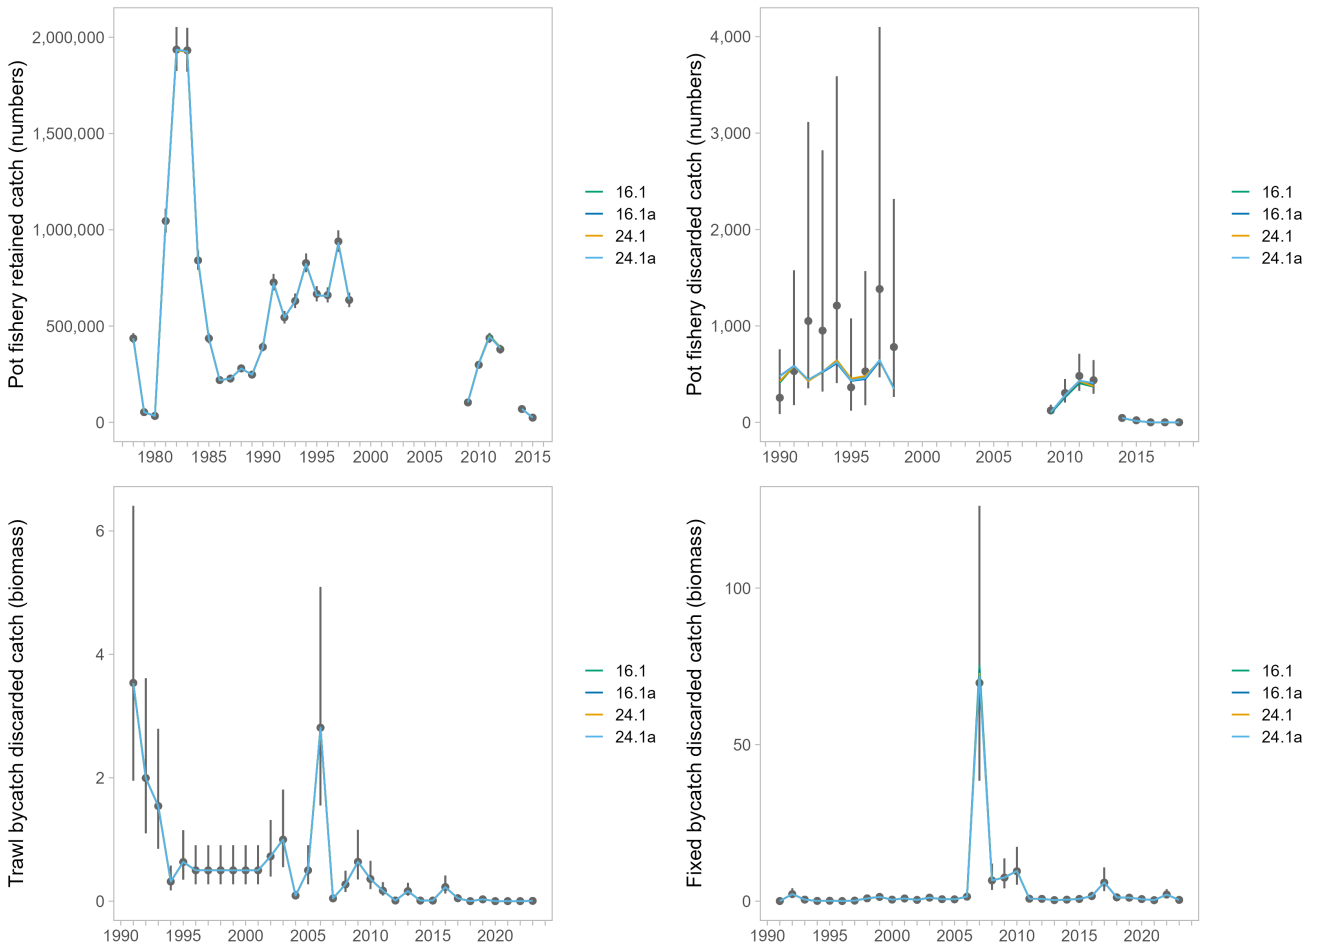 Pot fishery retained catch (numbers)
2,000,000
1,500,000
1,000,000
500,000
0
1980 1985 1990 1995 2000 2005 2010 2015
16.1
16.1a
24.1
24.1a
Pot fishery discarded catch (numbers)
4,000
3,000
2,000
1,000
0
1990 1995 2000 2005 2010 2015
16.1
16.1a
24.1
24.1a
Trawl bycatch discarded catch (biomass)
6
4
2
0
1990 1995 2000 2005 2010 2015 2020
16.1
16.1a
24.1
24.1a
Fixed bycatch discarded catch (biomass)
100
50
0
1990 1995 2000 2005 2010 2015 2020
16.1
16.1a
24.1
24.1a